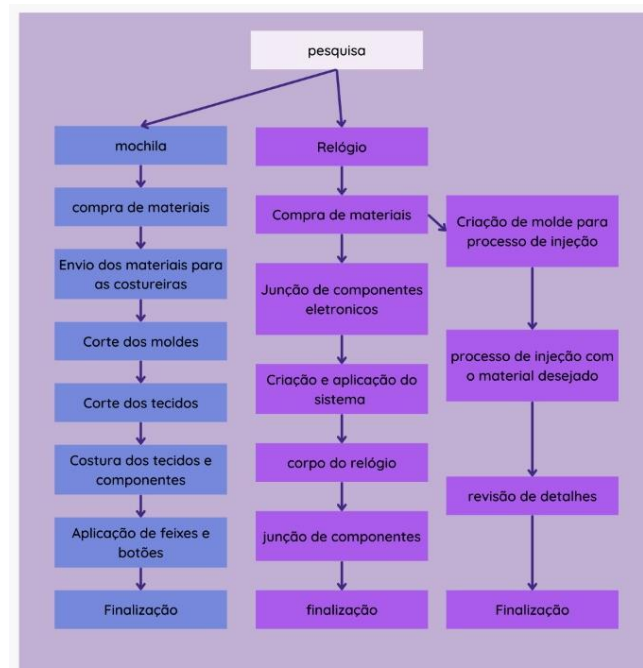 pesquisa
mochila
compra de materiais
Envio dos materiais para
as costureiras
Corte dos moldes
Corte dos tecidos
Costura dos tecidos e
componentes
Aplicação de feixes e
botões
Finalização
Relógio
Compra de materiais
Junção de componentes
eletronicos
Criação e aplicação do
sistema
corpo do relógio
junção de componentes
finalização
Criação de molde para
processo de injeção
processo de injeção com
o material desejado
revisão de detalhes
Finalização